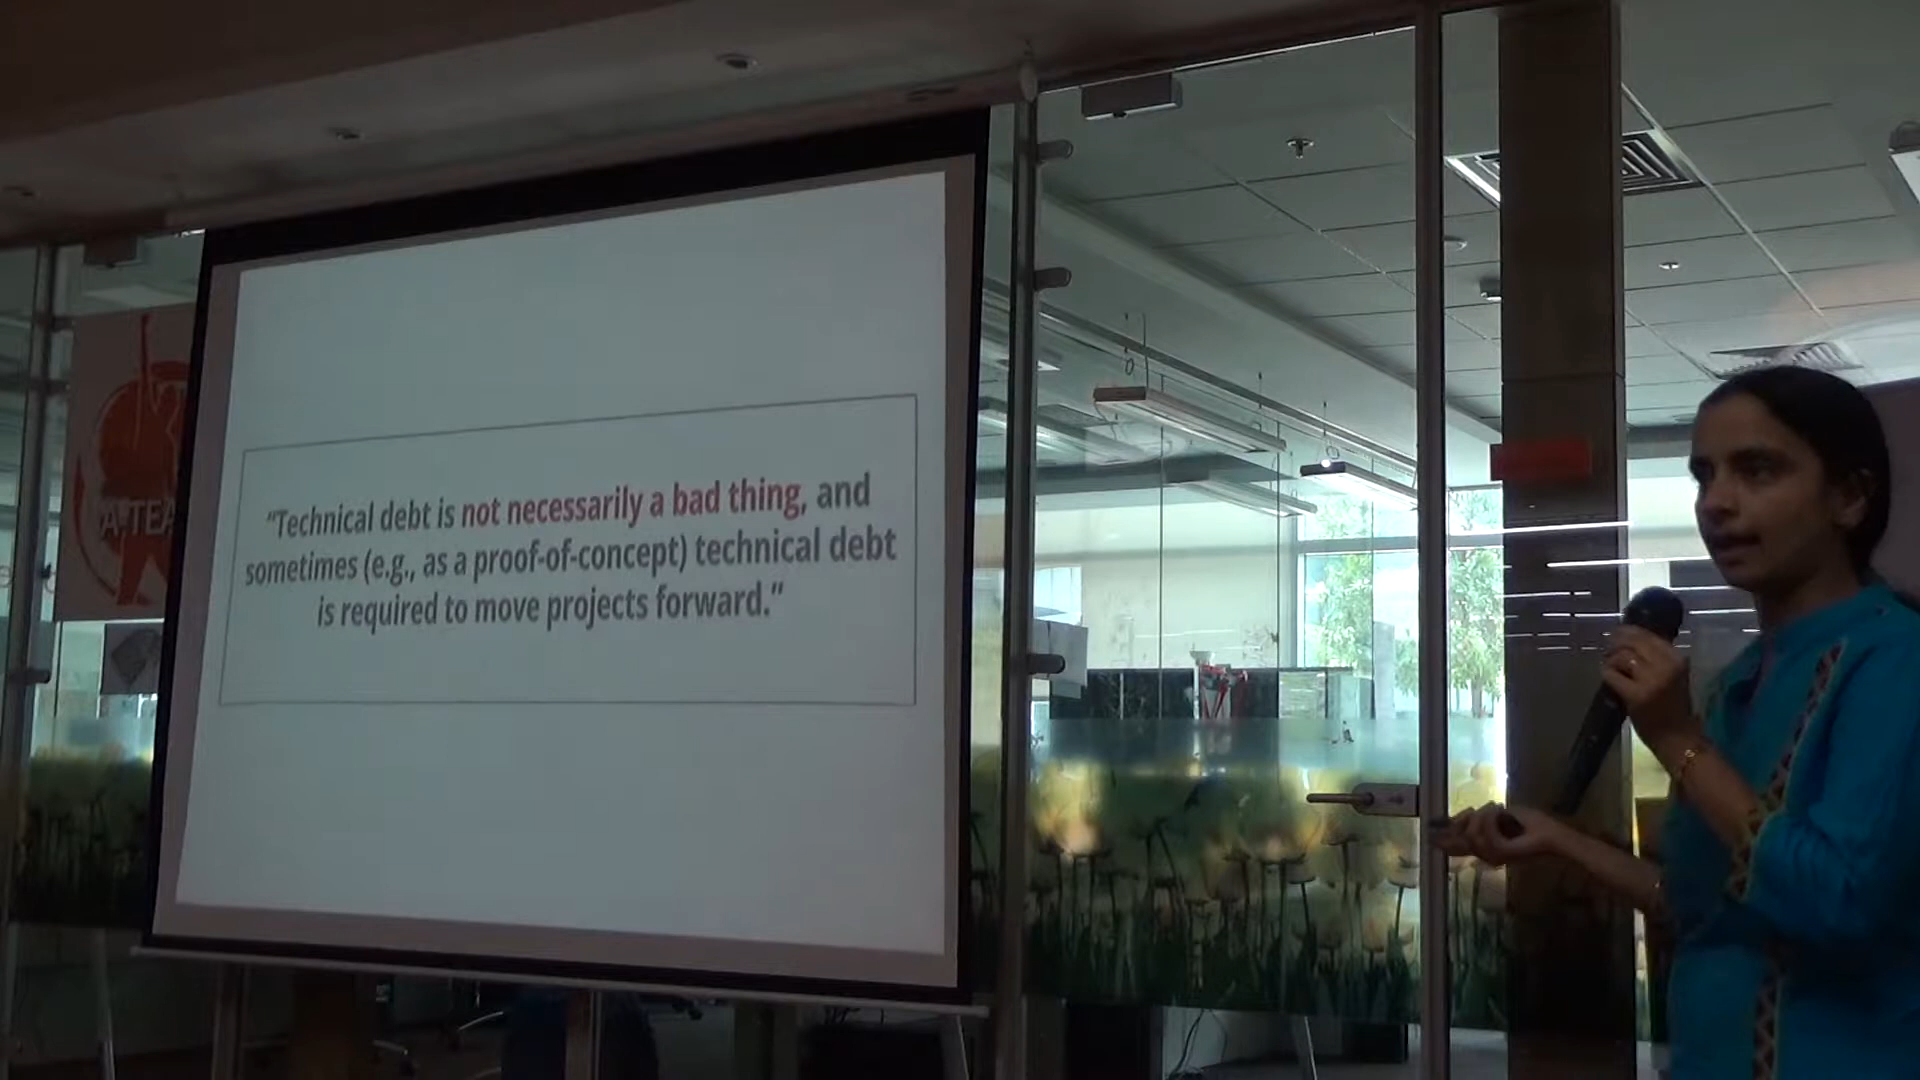 “Technical debt is not necessarily a bad thing, and
sometimes (e.g., as a proof-of-concept) technical debt
is required to move projects forward.”